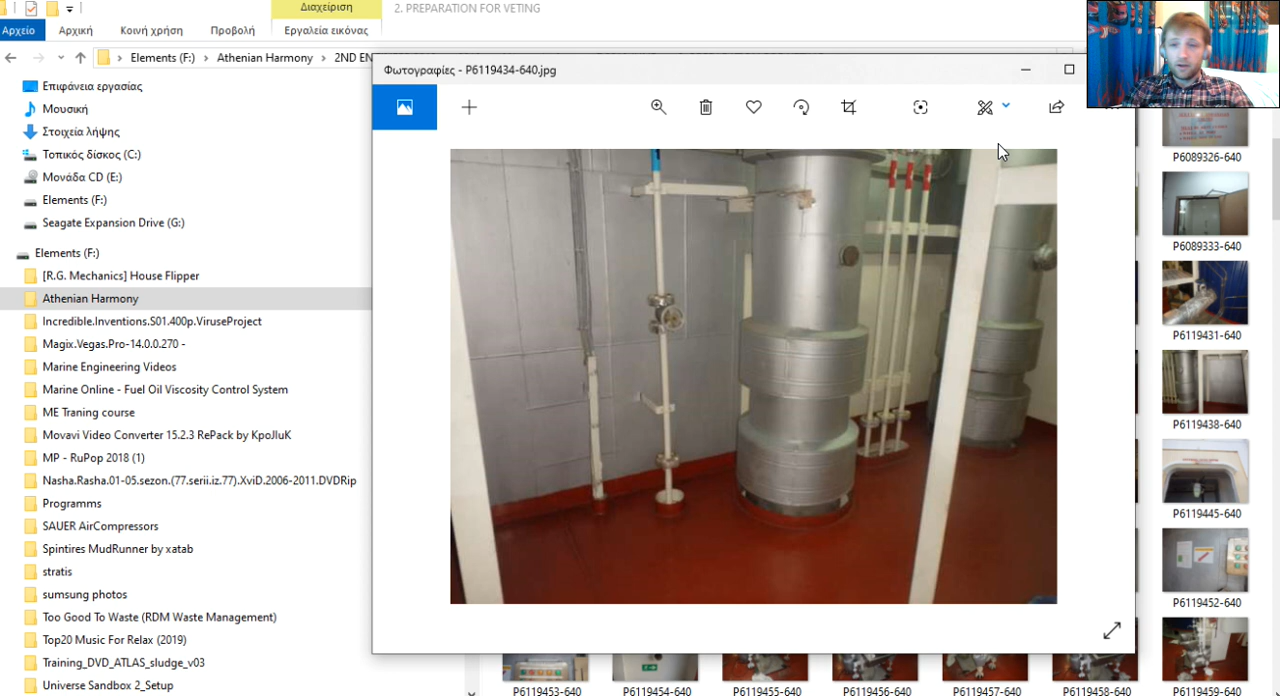 Διαχείριση
2. PREPARATION FOR VETING
Αρχείο Αρχική Κοινή χρήση Προβολή Εργαλεία εικόνας
Elements (F:) > Athenian Harmony > 2ND EN
Φωτογραφίες - P6119434-640.jpg
Επιφάνεια εργασίας
Μουσική
Στοιχεία λήψης
Τοπικός δίσκος (C:)
Μονάδα CD (E:)
Elements (F:)
Seagate Expansion Drive (G:)
Elements (F:)
[R.G. Mechanics] House Flipper
Athenian Harmony
Incredible.Inventions.S01.400p.ViruseProject
Magix.Vegas.Pro-14.0.0.270 -
Marine Engineering Videos
Marine Online - Fuel Oil Viscosity Control System
ME Traning course
Movavi Video Converter 15.2.3 RePack by KpoJIuK
MP - RuPop 2018 (1)
Nasha.Rasha.01-05.sezon.(77.serii.iz.77).XviD.2006-2011.DVDRip
Programms
SAUER AirCompressors
Spintires MudRunner by xatab
stratis
sumsung photos
Too Good To Waste (RDM Waste Management)
Top20 Music For Relax (2019)
Training_DVD_ATLAS_sludge_v03
Universe Sandbox 2_Setup
P6089326-640
P6089333-640
P6119431-640
P6119438-640
P6119445-640
P6119452-640
P6119453-640 P6119454-640 P6119455-640 P6119456-640 P6119457-640 P6119458-640 P6119459-640